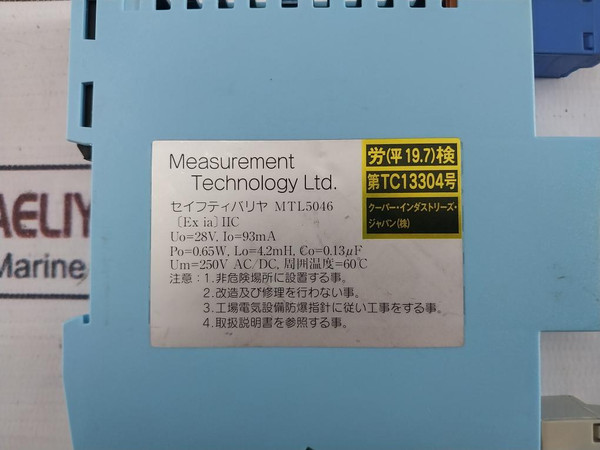 Measurement
Technology Ltd.
セイフティバリヤ MTL5046
〔Ex ia〕IIC
Uo=28V, Io=93mA
Po=0.65W, Lo=4.2mH, Co=0.13μF
Um=250V AC/DC, 周囲温度=60℃
注意：1.非危険場所に設置する事。
2.改造及び修理を行わない事。
3.工場電気設備防爆指針に従い工事をする事。
4.取扱説明書を参照する事。
労(平19.7)検
第TC13304号
クーパー・インダストリーズ・
ジャパン(株)
AELIY
Marine